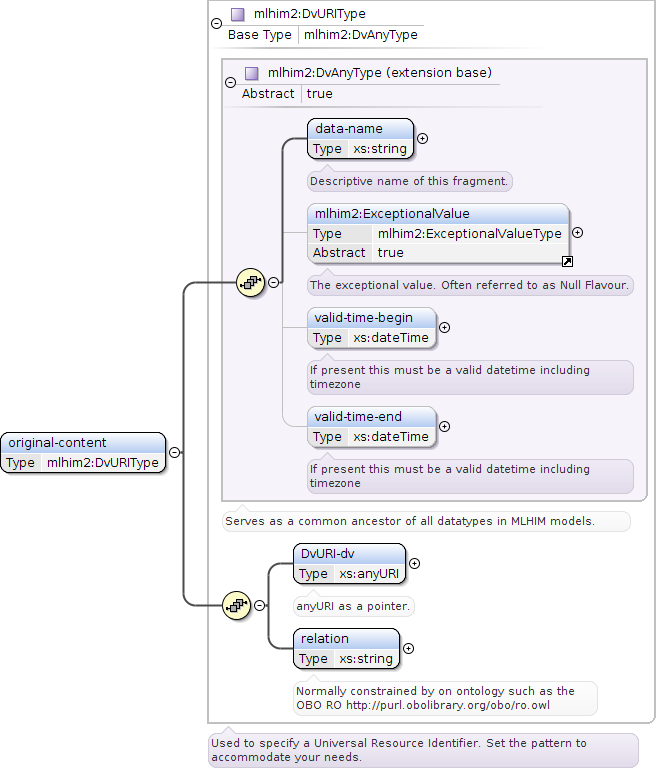 mlhim2:DvURIType
Base Type mlhim2:DvAnyType
mlhim2:DvAnyType (extension base)
Abstract true
data-name
Type xs:string
Descriptive name of this fragment.
mlhim2:ExceptionalValue
Type mlhim2:ExceptionalValueType
Abstract true
The exceptional value. Often referred to as Null Flavour.
valid-time-begin
Type xs:dateTime
If present this must be a valid datetime including
timezone
valid-time-end
Type xs:dateTime
If present this must be a valid datetime including
timezone
original-content
Type mlhim2:DvURIType
Serves as a common ancestor of all datatypes in MLHIM models.
DvURI-dv
Type xs:anyURI
anyURI as a pointer.
relation
Type xs:string
Normally constrained by on ontology such as the
OBO RO http://purl.obolibrary.org/obo/ro.owl
Used to specify a Universal Resource Identifier. Set the pattern to
accommodate your needs.